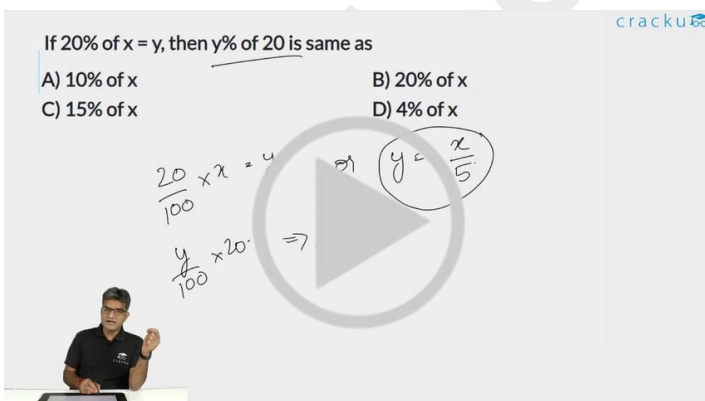 cracku
If 20% of x = y, then y% of 20 is same as
A) 10% of x
B) 20% of x
C) 15% of x
D) 4% of x
20/100 × x = y or y = x/5
y/100 × 20 ⇒